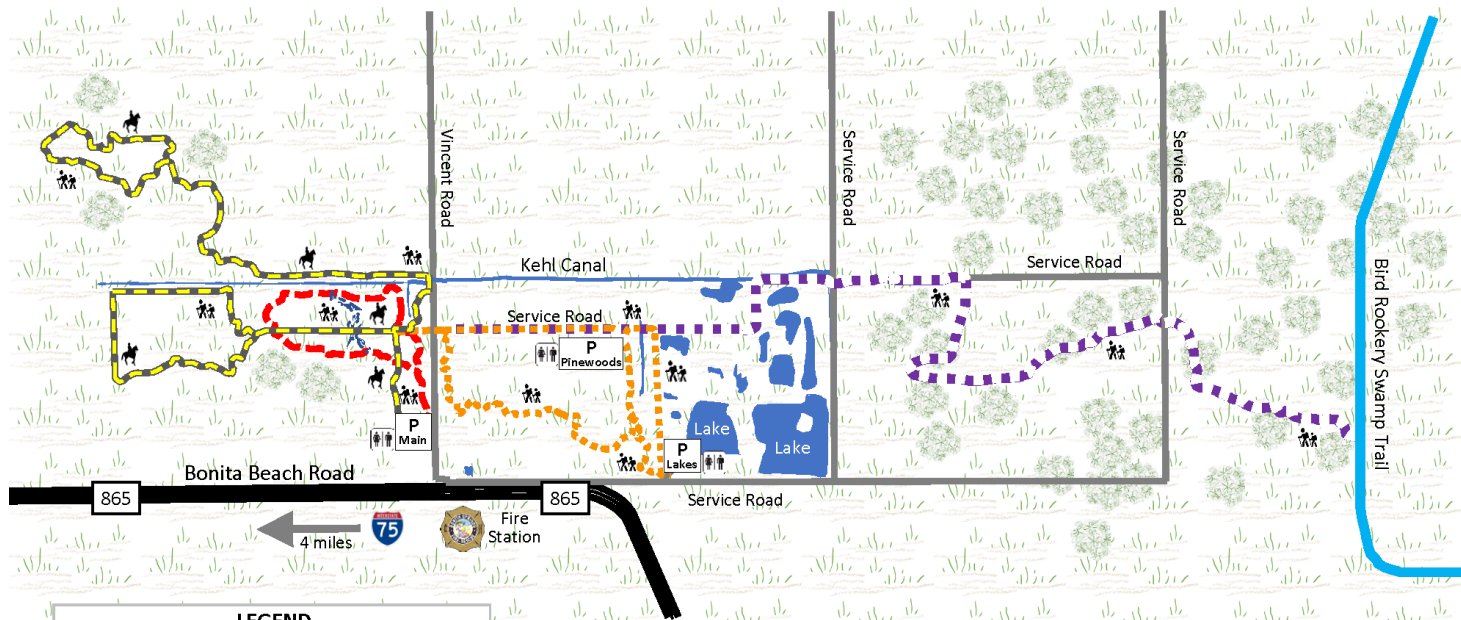 Vincent Road
Service Road
Service Road
Kehl Canal
Service Road
Service Road
P
Pinewoods
P
Main
P
Lakes
Lake
Lake
Bird Rookery Swamp Trail
Bonita Beach Road
865
865
Service Road
INTERSTATE
75
4 miles
Fire
Station
LEGEND